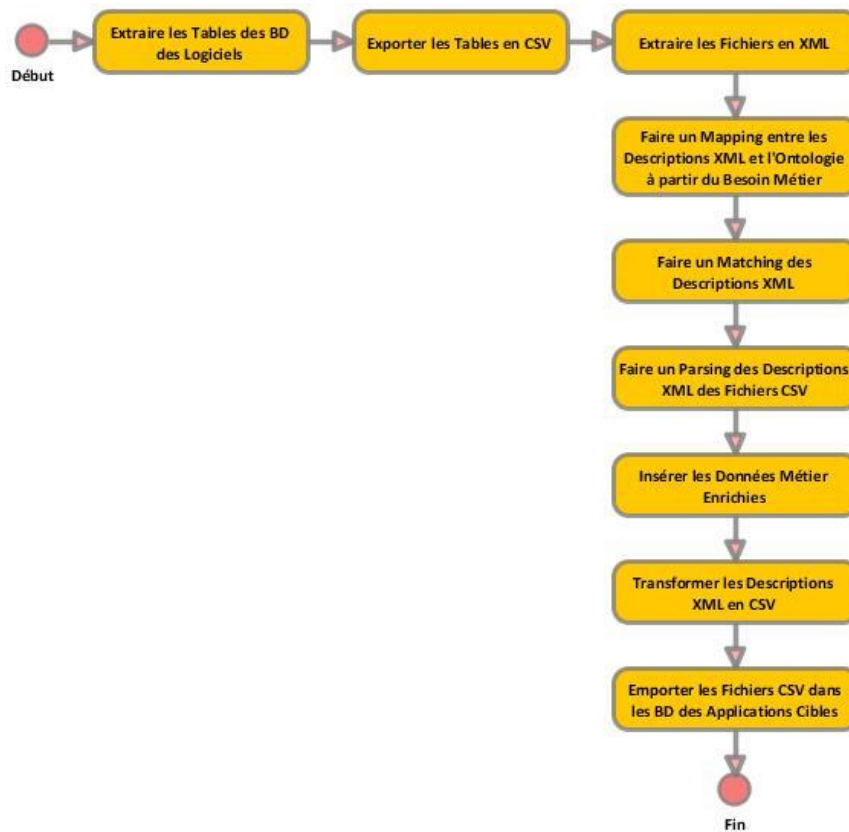 Début
Extraire les Tables des BD
des Logiciels
Exporter les Tables en CSV
Extraire les Fichiers en XML
Faire un Mapping entre les
Descriptions XML et l'Ontologie
à partir du Besoin Métier
Faire un Matching des
Descriptions XML
Faire un Parsing des Descriptions
XML des Fichiers CSV
Insérer les Données Métier
Enrichies
Transformer les Descriptions
XML en CSV
Emporter les Fichiers CSV dans
les BD des Applications Cibles
Fin